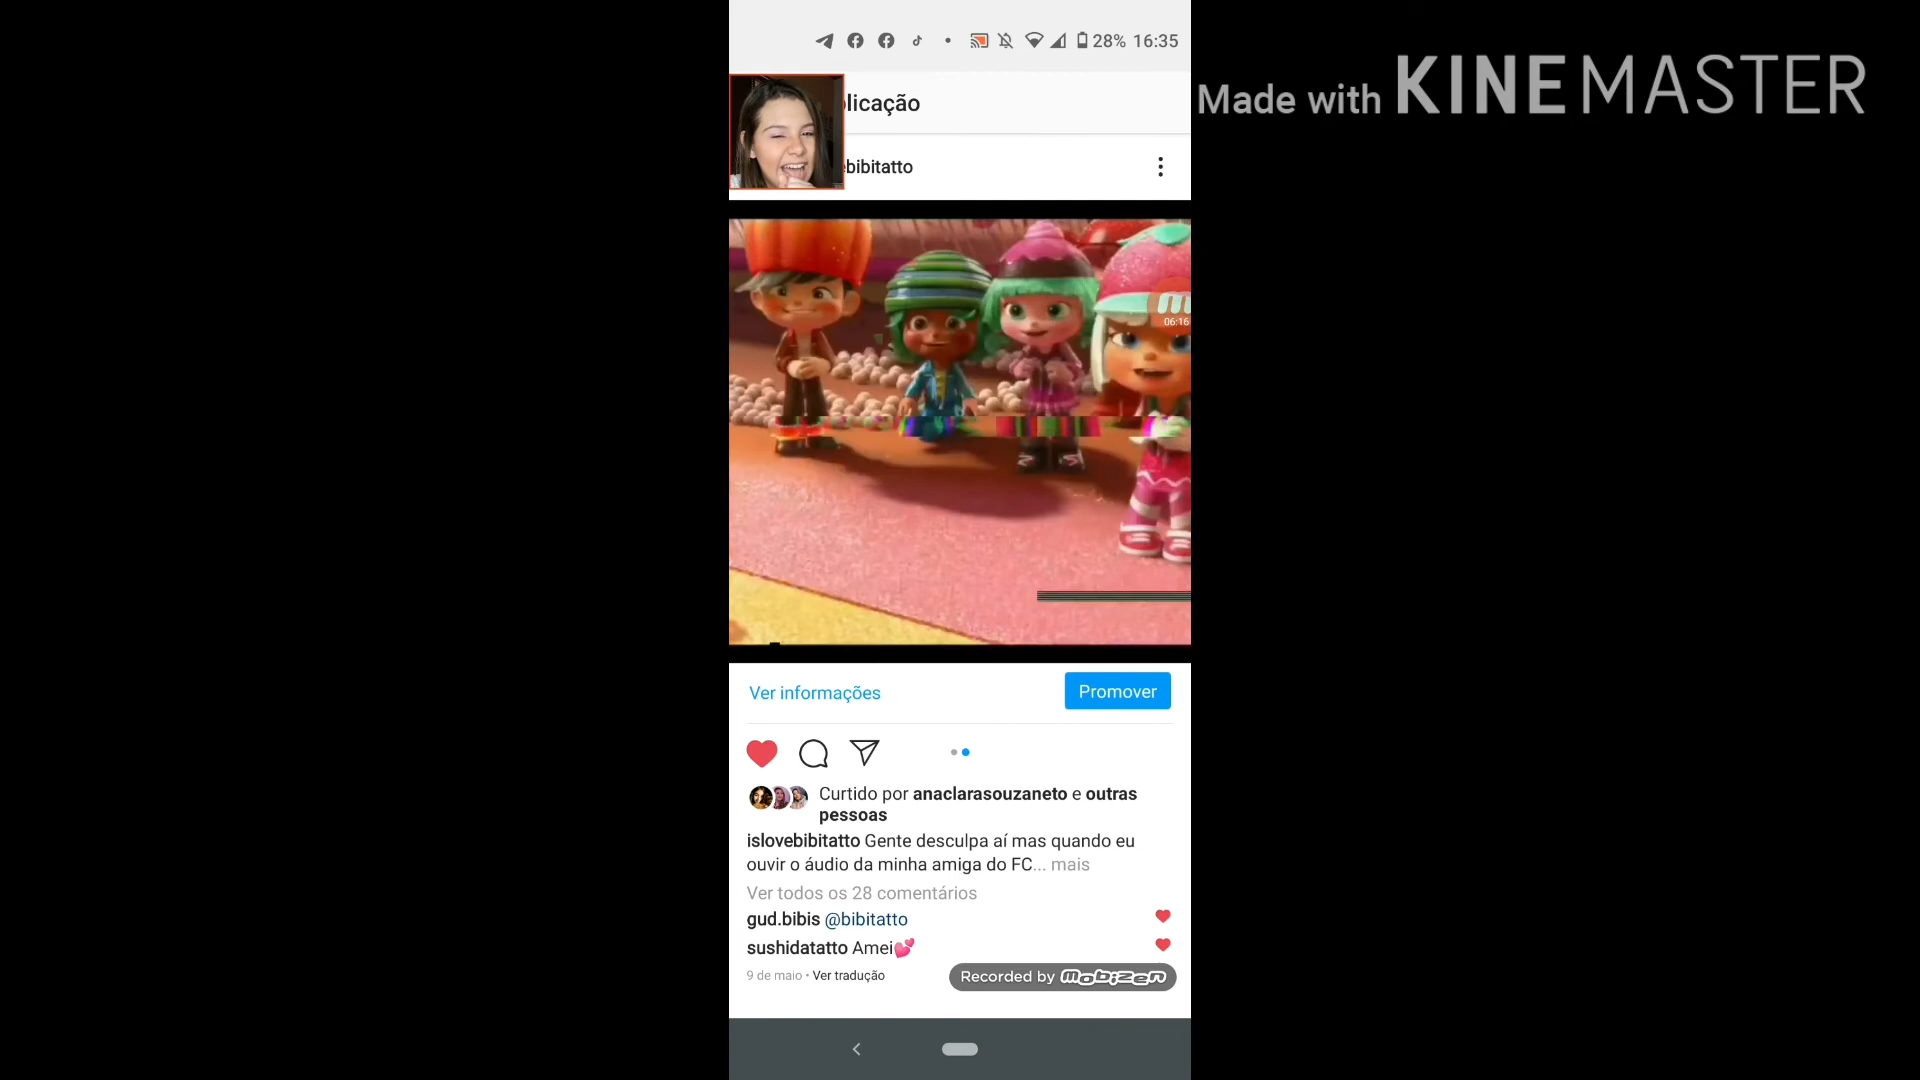 28% 16:35
Made with KINEMASTER
blicação
ebibitatto
06:16
Ver informações
Promover
Curtido por anaclarasouzaneto e outras
pessoas
islovebibitatto Gente desculpa aí mas quando eu
ouvir o áudio da minha amiga do FC... mais
Ver todos os 28 comentários
gud.bibis @bibitatto
sushidatatto Amei💕
9 de maio • Ver tradução
Recorded by mobizen